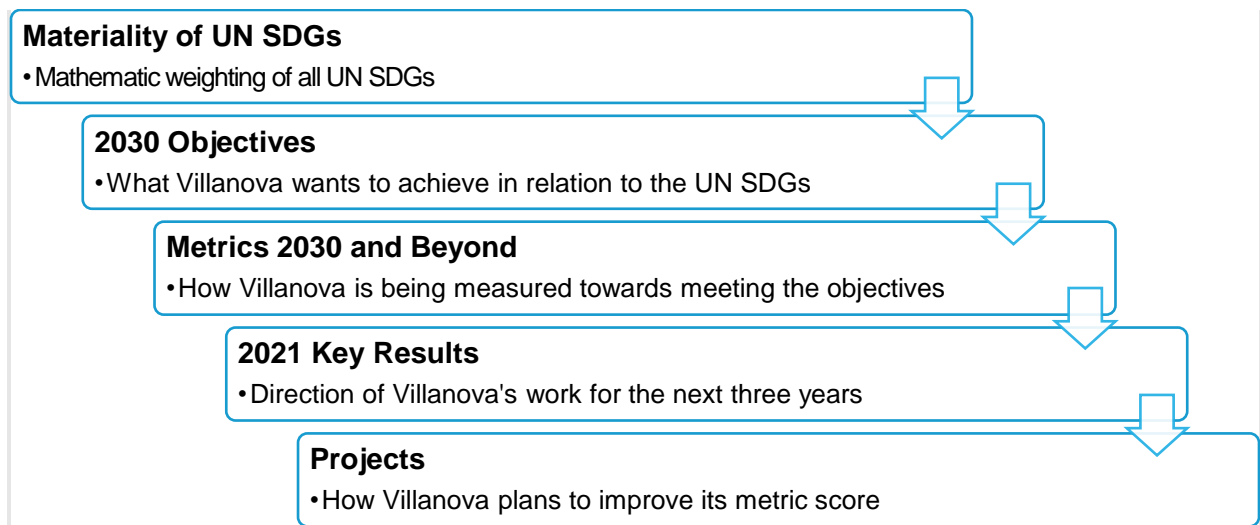 Materiality of UN SDGs
•Mathematic weighting of all UN SDGs
2030 Objectives
•What Villanova wants to achieve in relation to the UN SDGs
Metrics 2030 and Beyond
•How Villanova is being measured towards meeting the objectives
2021 Key Results
•Direction of Villanova's work for the next three years
Projects
•How Villanova plans to improve its metric score